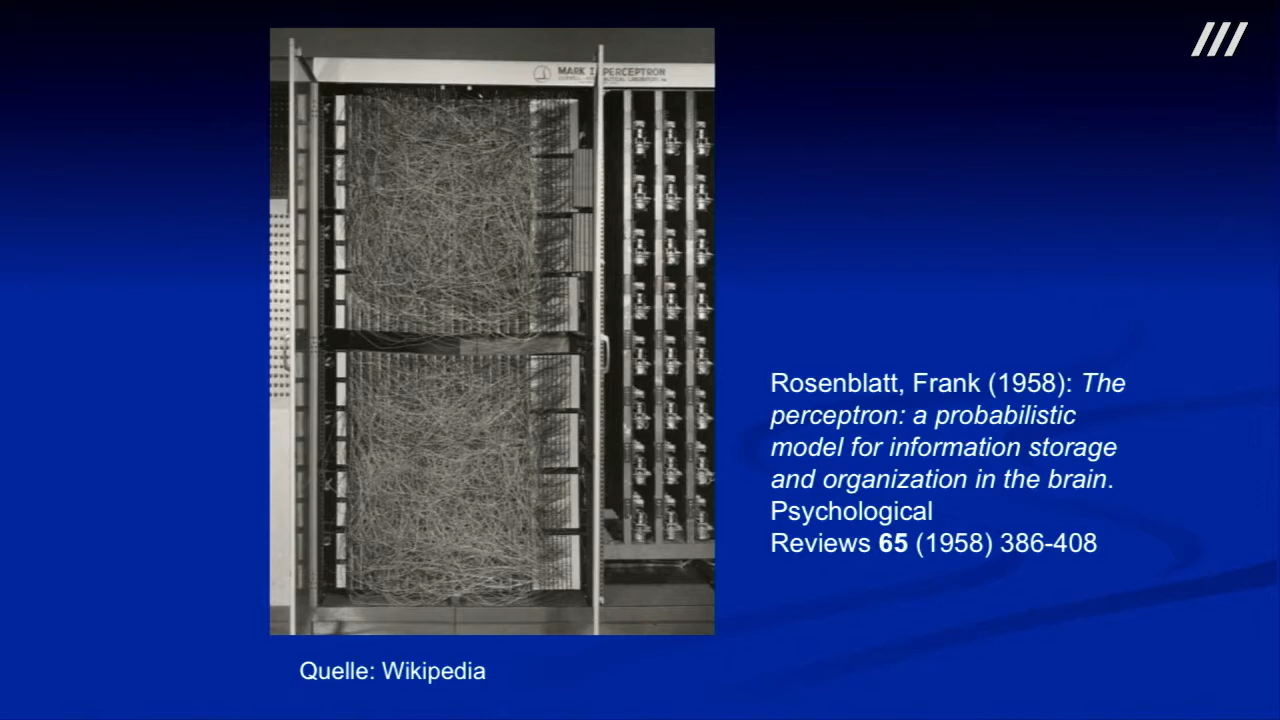 MARK I PERCEPTRON
Rosenblatt, Frank (1958): The
perceptron: a probabilistic
model for information storage
and organization in the brain.
Psychological
Reviews 65 (1958) 386-408
Quelle: Wikipedia